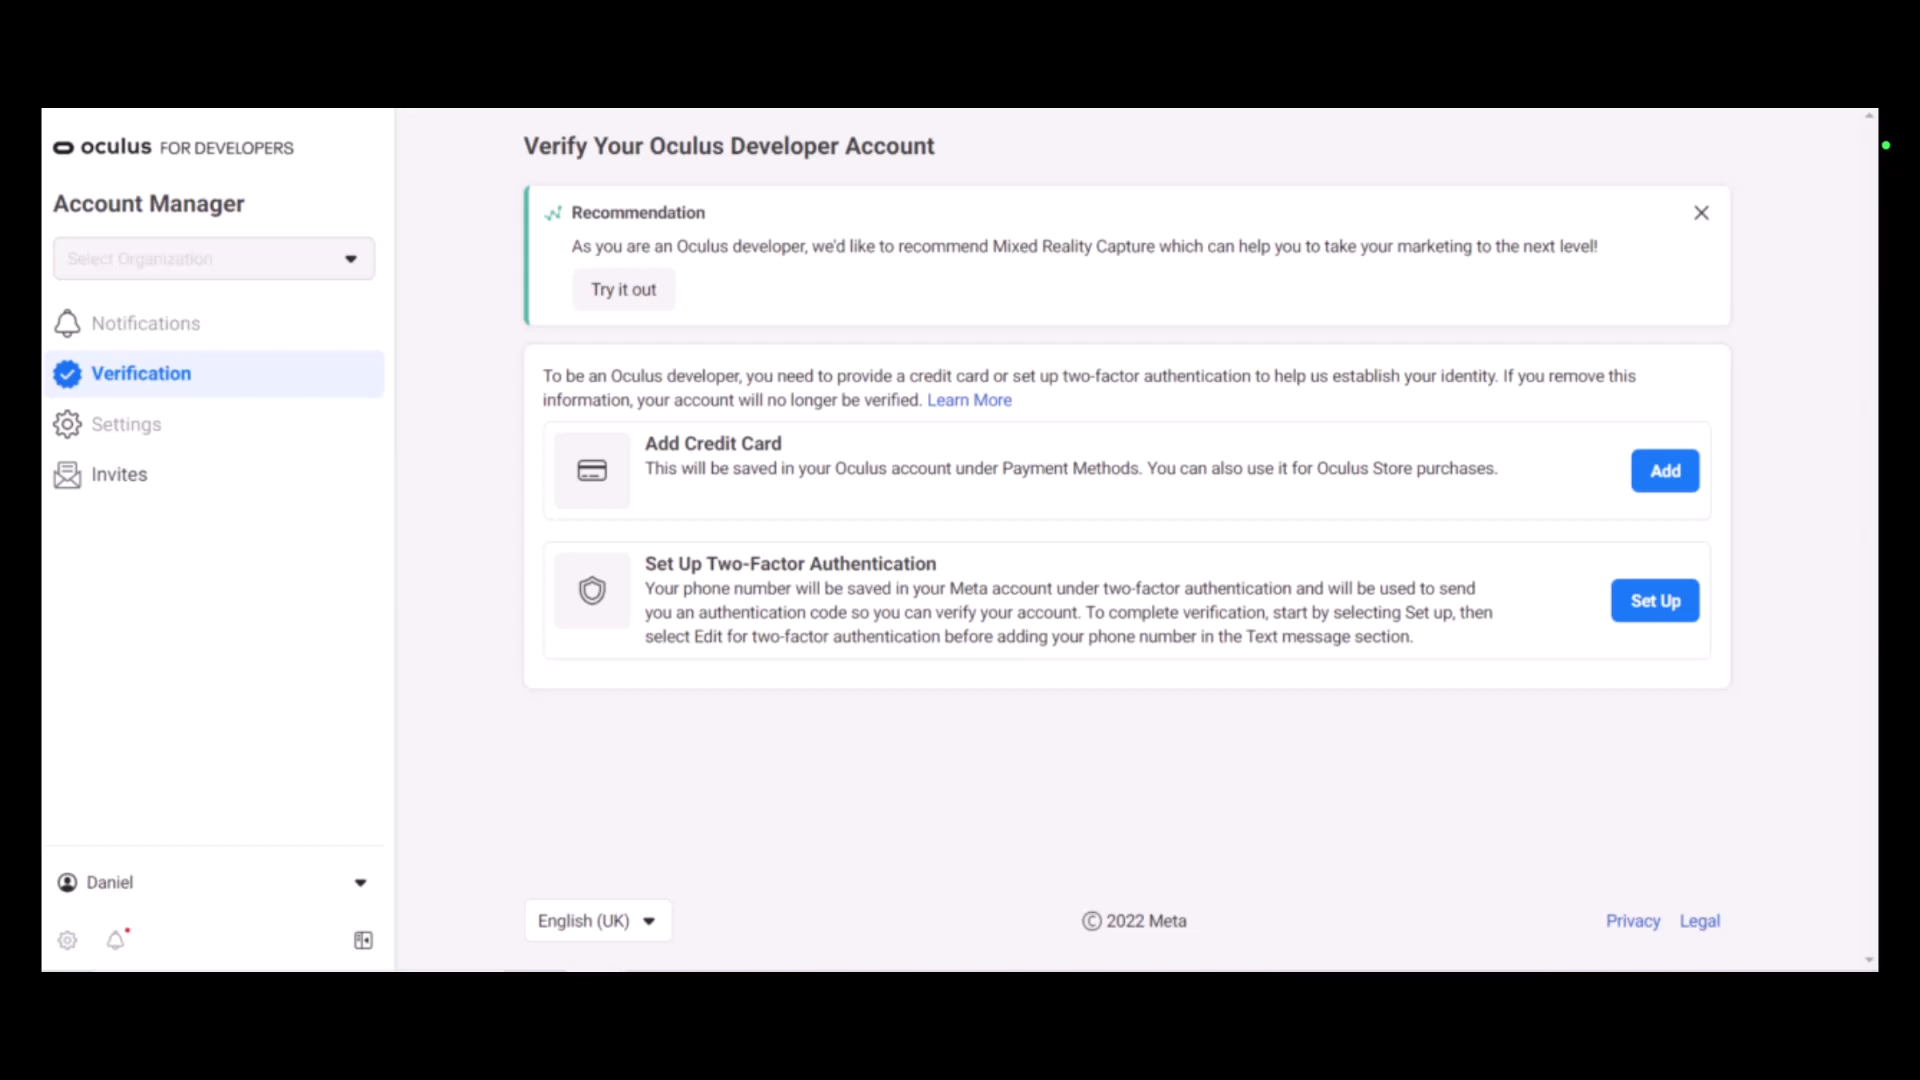 oculus FOR DEVELOPERS
Account Manager
Select Organization
Notifications
Verification
Settings
Invites
Daniel
Verify Your Oculus Developer Account
Recommendation
As you are an Oculus developer, we'd like to recommend Mixed Reality Capture which can help you to take your marketing to the next level!
Try it out
To be an Oculus developer, you need to provide a credit card or set up two-factor authentication to help us establish your identity. If you remove this
information, your account will no longer be verified. Learn More
Add Credit Card
This will be saved in your Oculus account under Payment Methods. You can also use it for Oculus Store purchases.
Add
Set Up Two-Factor Authentication
Your phone number will be saved in your Meta account under two-factor authentication and will be used to send
you an authentication code so you can verify your account. To complete verification, start by selecting Set up, then
select Edit for two-factor authentication before adding your phone number in the Text message section.
Set Up
English (UK)
© 2022 Meta
Privacy Legal